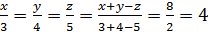 x/3 = y/4 = z/5 = x+y−z/3+4−5 = 8/2 = 4